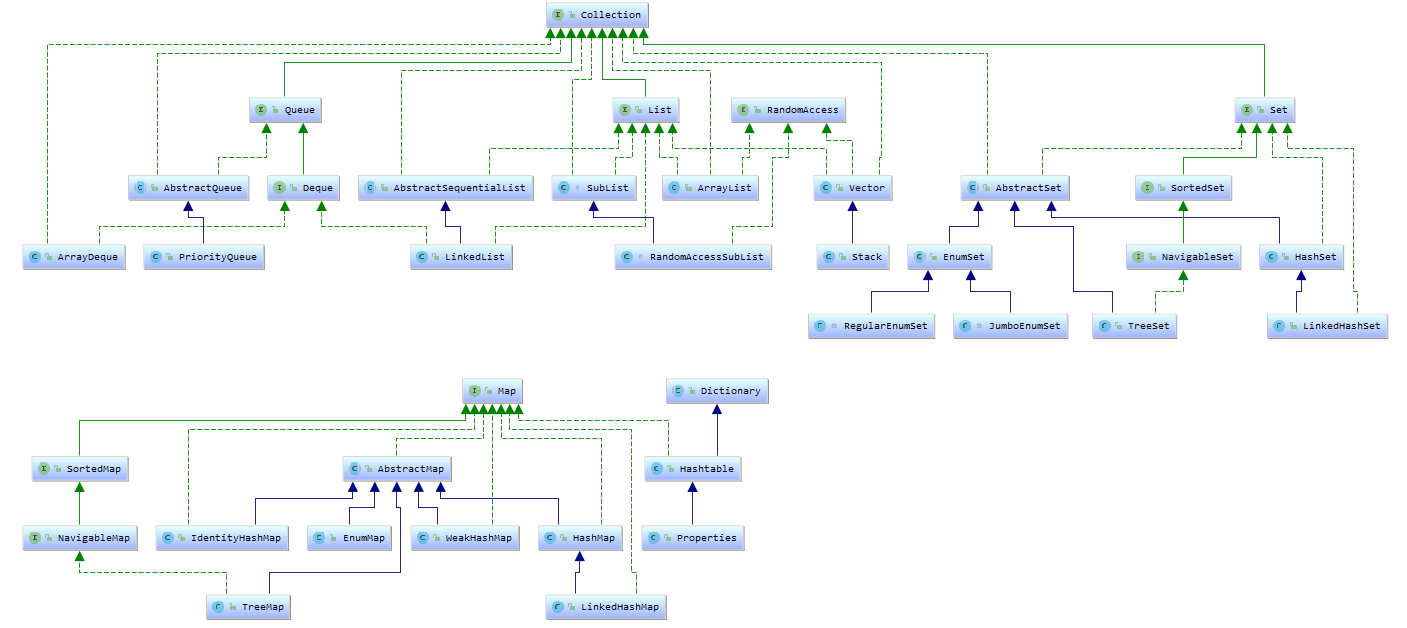 Collection
Queue
List
RandomAccess
Set
AbstractQueue
Deque
AbstractSequentialList
SubList
ArrayList
Vector
AbstractSet
SortedSet
ArrayDeque
PriorityQueue
LinkedList
RandomAccessSubList
Stack
EnumSet
NavigableSet
HashSet
RegularEnumSet
JumboEnumSet
TreeSet
LinkedHashSet
Map
Dictionary
SortedMap
AbstractMap
Hashtable
NavigableMap
IdentityHashMap
EnumMap
WeakHashMap
HashMap
Properties
TreeMap
LinkedHashMap